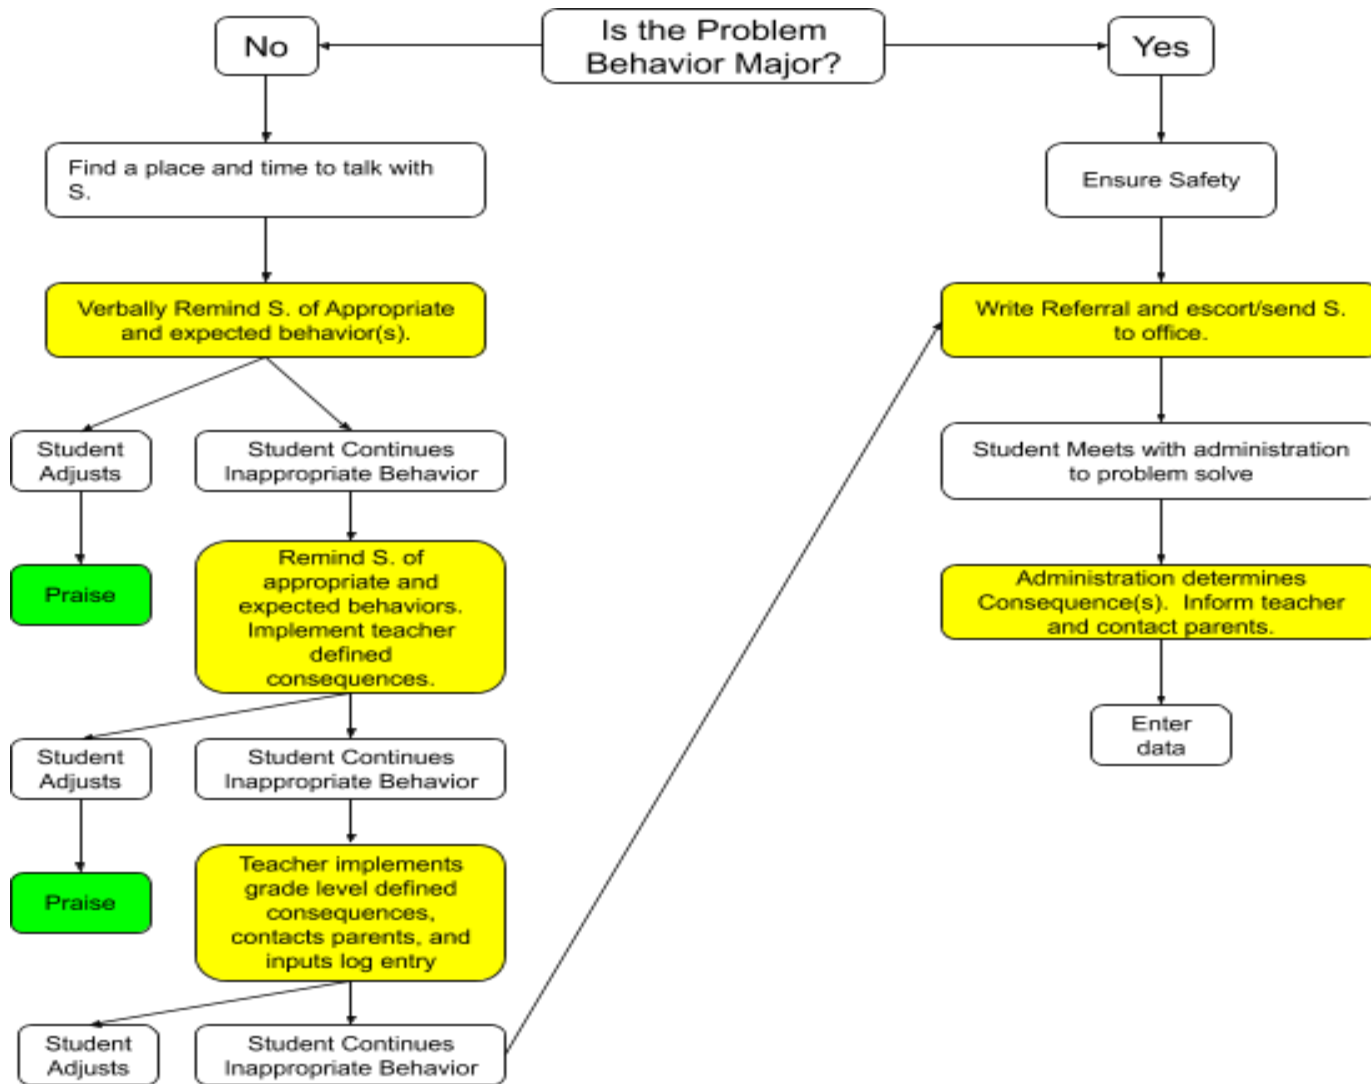 Is the Problem
Behavior Major?
No
Yes
Find a place and time to talk with
S.
Ensure Safety
Verbally Remind S. of Appropriate
and expected behavior(s).
Write Referral and escort/send S.
to office.
Student
Adjusts
Student Continues
Inappropriate Behavior
Student Meets with administration
to problem solve
Praise
Remind S. of
appropriate and
expected behaviors.
Implement teacher
defined
consequences.
Administration determines
Consequence(s).  Inform teacher
and contact parents.
Student
Adjusts
Student Continues
Inappropriate Behavior
Enter
data
Praise
Teacher implements
grade level defined
consequences,
contacts parents, and
inputs log entry
Student
Adjusts
Student Continues
Inappropriate Behavior